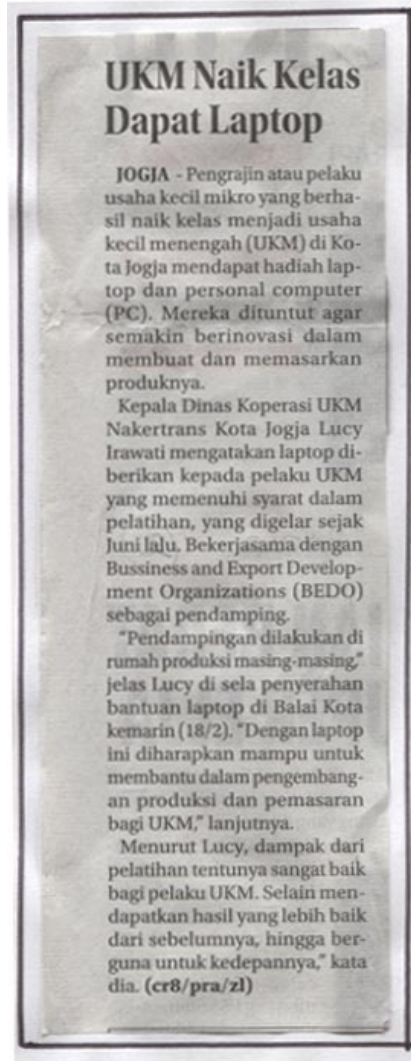 UKM Naik Kelas
Dapat Laptop
JOGJA - Pengrajin atau pelaku
usaha kecil mikro yang berha-
sil naik kelas menjadi usaha
kecil menengah (UKM) di Ko-
ta Jogja mendapat hadiah lap-
top dan personal computer
(PC). Mereka dituntut agar
semakin berinovasi dalam
membuat dan memasarkan
produknya.
Kepala Dinas Koperasi UKM
Nakertrans Kota Jogja Lucy
Irawati mengatakan laptop di-
berikan kepada pelaku UKM
yang memenuhi syarat dalam
pelatihan, yang digelar sejak
Juni lalu. Bekerjasama dengan
Bussiness and Export Develop-
ment Organizations (BEDO)
sebagai pendamping.
"Pendampingan dilakukan di
rumah produksi masing-masing,"
jelas Lucy di sela penyerahan
bantuan laptop di Balai Kota
kemarin (18/2). "Dengan laptop
ini diharapkan mampu untuk
membantu dalam pengembang-
an produksi dan pemasaran
bagi UKM," lanjutnya.
Menurut Lucy, dampak dari
pelatihan tentunya sangat baik
bagi pelaku UKM. Selain men-
dapatkan hasil yang lebih baik
dari sebelumnya, hingga ber-
guna untuk kedepannya," kata
dia. (cr8/pra/zl)